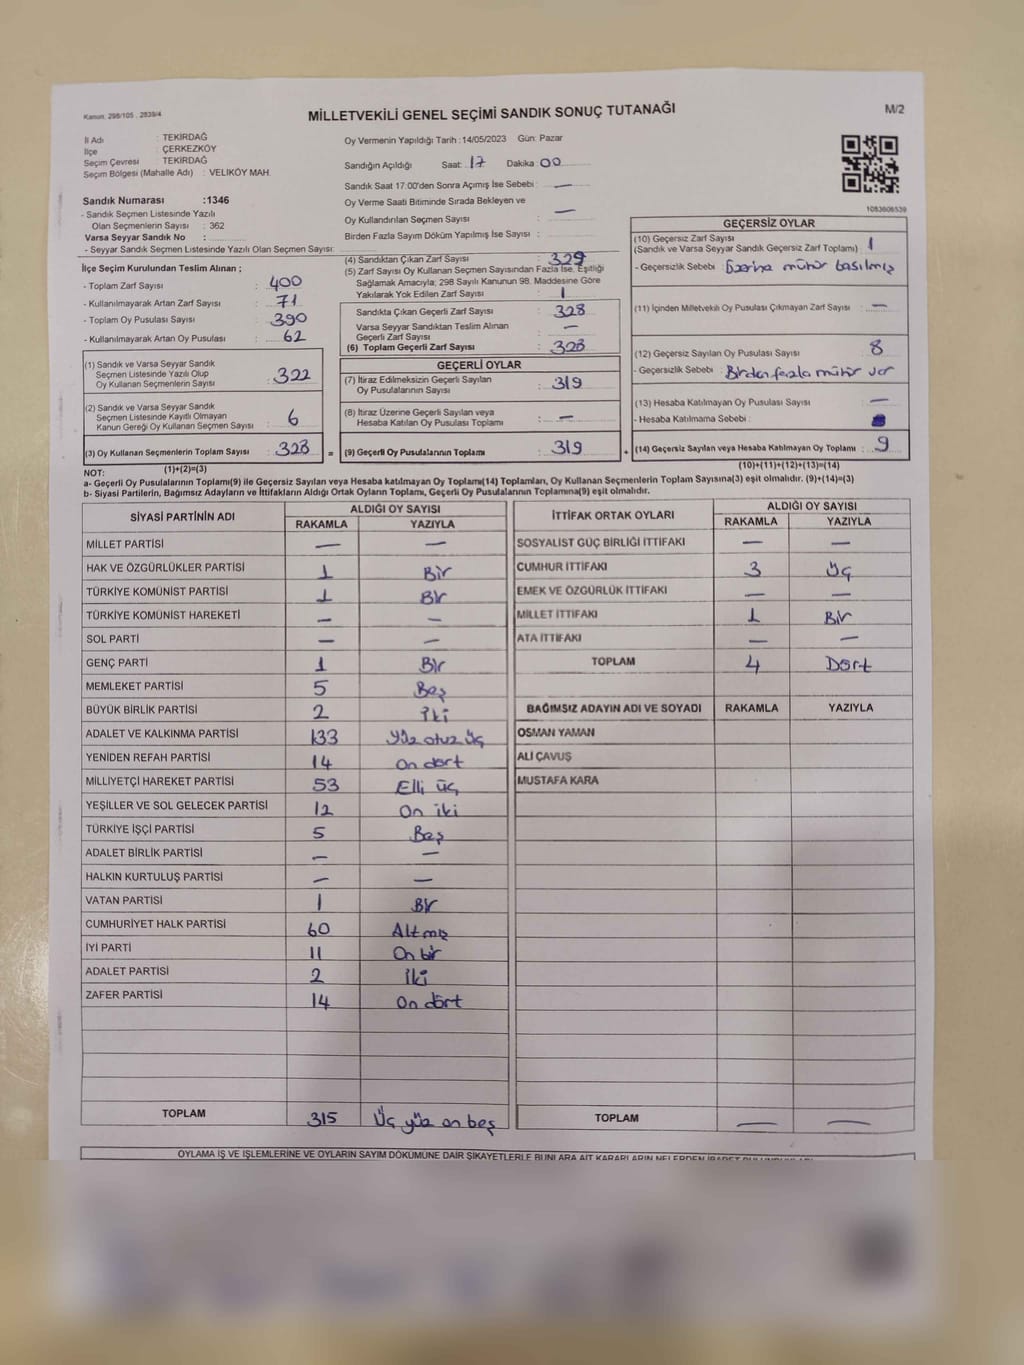 Kanun. 298/105 , 2839/4
MİLLETVEKİLİ GENEL SEÇİMİ SANDIK SONUÇ TUTANAĞI
M/2
İl Adı : TEKİRDAĞ
İlçe : ÇERKEZKÖY
Seçim Çevresi : TEKİRDAĞ
Seçim Bölgesi (Mahalle Adı) : VELİKÖY MAH.
Sandık Numarası :1346
- Sandık Seçmen Listesinde Yazılı
Olan Seçmenlerin Sayısı : 362
Varsa Seyyar Sandık No :
- Seyyar Sandık Seçmen Listesinde Yazılı Olan Seçmen Sayısı:
Oy Vermenin Yapıldığı Tarih :14/05/2023 Gün: Pazar
Sandığın Açıldığı Saat: 17 Dakika: 00
Sandık Saat 17:00'den Sonra Açımış İse Sebebi : —
Oy Verme Saati Bitiminde Sırada Bekleyen ve
Oy Kullandırılan Seçmen Sayısı : —
Birden Fazla Sayım Döküm Yapılmış İse Sayısı :
1083606539
İlçe Seçim Kurulundan Teslim Alınan ;
- Toplam Zarf Sayısı : 400
- Kullanılmayarak Artan Zarf Sayısı : 71
- Toplam Oy Pusulası Sayısı : 390
- Kullanılmayarak Artan Oy Pusulası : 62
(1) Sandık ve Varsa Seyyar Sandık
Seçmen Listesinde Yazılı Olup
Oy Kullanan Seçmenlerin Sayısı : 322
(2) Sandık ve Varsa Seyyar Sandık
Seçmen Listesinde Kayıtlı Olmayan
Kanun Gereği Oy Kullanan Seçmen Sayısı : 6
(3) Oy Kullanan Seçmenlerin Toplam Sayısı : 328 =
(4) Sandıktan Çıkan Zarf Sayısı : 329
(5) Zarf Sayısı Oy Kullanan Seçmen Sayısından Fazla İse, Eşitliği
Sağlamak Amacıyla; 298 Sayılı Kanunun 98. Maddesine Göre
Yakılarak Yok Edilen Zarf Sayısı : 1
Sandıkta Çıkan Geçerli Zarf Sayısı : 328
Varsa Seyyar Sandıktan Teslim Alınan
Geçerli Zarf Sayısı : —
(6) Toplam Geçerli Zarf Sayısı : 328
GEÇERLİ OYLAR
(7) İtiraz Edilmeksizin Geçerli Sayılan
Oy Pusulalarının Sayısı : 319
(8) İtiraz Üzerine Geçerli Sayılan veya
Hesaba Katılan Oy Pusulası Toplamı : —
(9) Geçerli Oy Pusulalarının Toplamı : 319 +
GEÇERSİZ OYLAR
(10) Geçersiz Zarf Sayısı
(Sandık ve Varsa Seyyar Sandık Geçersiz Zarf Toplamı) : 1
- Geçersizlik Sebebi : Üzerine mühür basılmış
(11) İçinden Milletvekili Oy Pusulası Çıkmayan Zarf Sayısı : —
(12) Geçersiz Sayılan Oy Pusulası Sayısı : 8
- Geçersizlik Sebebi : Birden fazla mühür var
(13) Hesaba Katılmayan Oy Pusulası Sayısı : —
- Hesaba Katılmama Sebebi :
(14) Geçersiz Sayılan veya Hesaba Katılmayan Oy Toplamı : 9
NOT: (1)+(2)=(3) (10)+(11)+(12)+(13)=(14)
a- Geçerli Oy Pusulalarının Toplamı(9) ile Geçersiz Sayılan veya Hesaba katılmayan Oy Toplamı(14) Toplamları, Oy Kullanan Seçmenlerin Toplam Sayısına(3) eşit olmalıdır. (9)+(14)=(3)
b- Siyasi Partilerin, Bağımsız Adayların ve İttifakların Aldığı Ortak Oyların Toplamı, Geçerli Oy Pusulalarının Toplamına(9) eşit olmalıdır.
SİYASİ PARTİNİN ADI ALDIĞI OY SAYISI
RAKAMLA YAZIYLA
MİLLET PARTİSİ — —
HAK VE ÖZGÜRLÜKLER PARTİSİ 1 Bir
TÜRKİYE KOMÜNİST PARTİSİ 1 Bir
TÜRKİYE KOMÜNİST HAREKETİ — —
SOL PARTİ — —
GENÇ PARTİ 1 Bir
MEMLEKET PARTİSİ 5 Beş
BÜYÜK BİRLİK PARTİSİ 2 İki
ADALET VE KALKINMA PARTİSİ 133 Yüz otuz üç
YENİDEN REFAH PARTİSİ 14 On dört
MİLLİYETÇİ HAREKET PARTİSİ 53 Elli üç
YEŞİLLER VE SOL GELECEK PARTİSİ 12 On iki
TÜRKİYE İŞÇİ PARTİSİ 5 Beş
ADALET BİRLİK PARTİSİ — —
HALKIN KURTULUŞ PARTİSİ — —
VATAN PARTİSİ 1 Bir
CUMHURİYET HALK PARTİSİ 60 Altmış
İYİ PARTİ 11 On bir
ADALET PARTİSİ 2 İki
ZAFER PARTİSİ 14 On dört
TOPLAM 315 Üç yüz on beş
İTTİFAK ORTAK OYLARI ALDIĞI OY SAYISI
RAKAMLA YAZIYLA
SOSYALİST GÜÇ BİRLİĞİ İTTİFAKI — —
CUMHUR İTTİFAKI 3 Üç
EMEK VE ÖZGÜRLÜK İTTİFAKI — —
MİLLET İTTİFAKI 1 Bir
ATA İTTİFAKI — —
TOPLAM 4 Dört
BAĞIMSIZ ADAYIN ADI VE SOYADI RAKAMLA YAZIYLA
OSMAN YAMAN
ALİ ÇAVUŞ
MUSTAFA KARA
TOPLAM — —
OYLAMA İŞ VE İŞLEMLERİNE VE OYLARIN SAYIM DÖKÜMÜNE DAİR ŞİKAYETLERLE BUNLARA AİT KARARLARIN NELERDEN İBARET